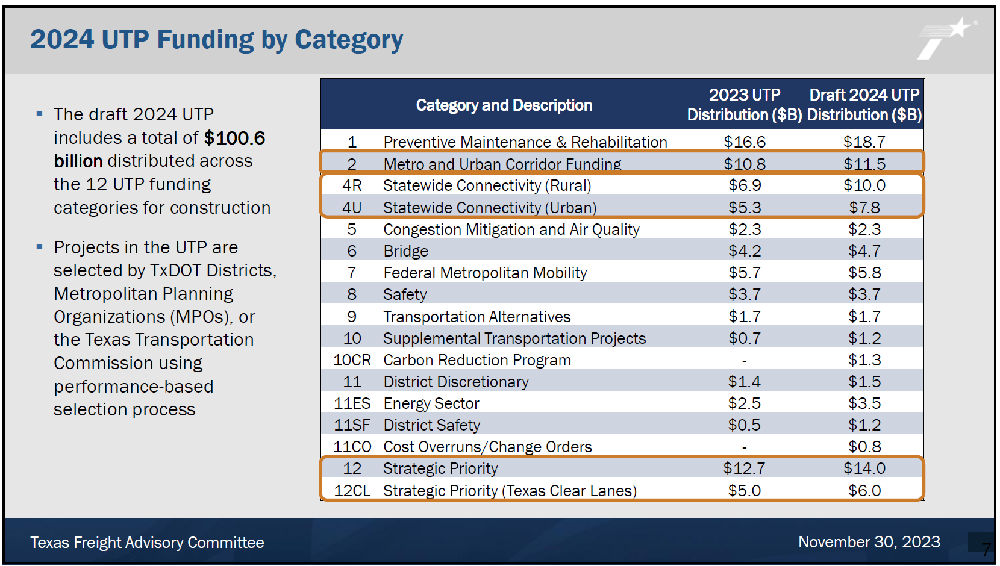 2024 UTP Funding by Category
The draft 2024 UTP
includes a total of $100.6
billion distributed across
the 12 UTP funding
categories for construction
Projects in the UTP are
selected by TxDOT Districts,
Metropolitan Planning
Organizations (MPOs), or
the Texas Transportation
Commission using
performance-based
selection process
Category and Description 2023 UTP Distribution ($B) Draft 2024 UTP Distribution ($B)
1 Preventive Maintenance & Rehabilitation $16.6 $18.7
2 Metro and Urban Corridor Funding $10.8 $11.5
4R Statewide Connectivity (Rural) $6.9 $10.0
4U Statewide Connectivity (Urban) $5.3 $7.8
5 Congestion Mitigation and Air Quality $2.3 $2.3
6 Bridge $4.2 $4.7
7 Federal Metropolitan Mobility $5.7 $5.8
8 Safety $3.7 $3.7
9 Transportation Alternatives $1.7 $1.7
10 Supplemental Transportation Projects $0.7 $1.2
10CR Carbon Reduction Program - $1.3
11 District Discretionary $1.4 $1.5
11ES Energy Sector $2.5 $3.5
11SF District Safety $0.5 $1.2
11CO Cost Overruns/Change Orders - $0.8
12 Strategic Priority $12.7 $14.0
12CL Strategic Priority (Texas Clear Lanes) $5.0 $6.0
Texas Freight Advisory Committee
November 30, 2023
7